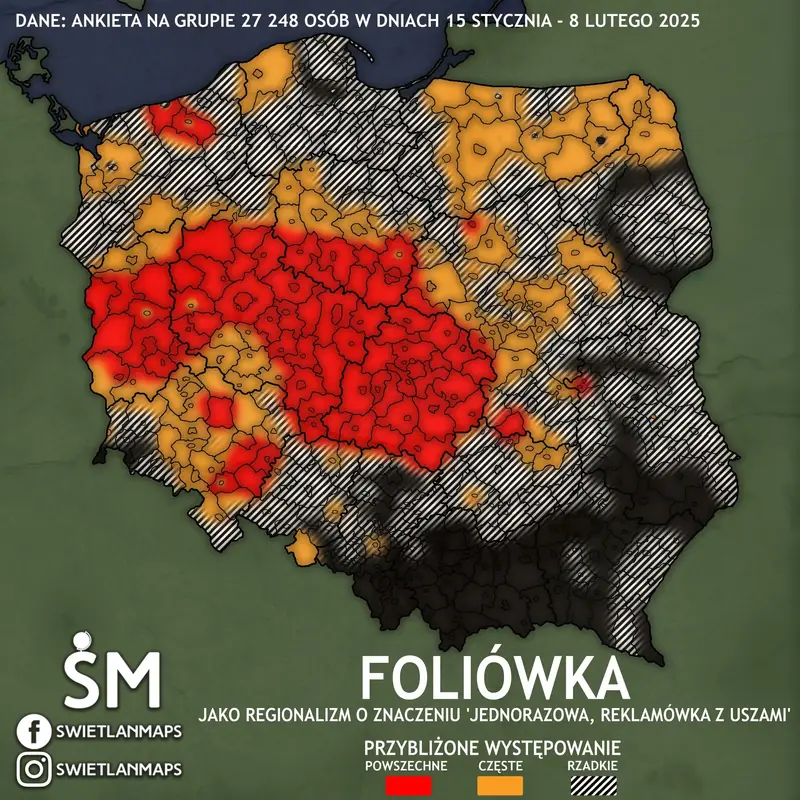 DANE: ANKIETA NA GRUPIE 27 248 OSÓB W DNIACH 15 STYCZNIA - 8 LUTEGO 2025
ŚM
SWIETLANMAPS
SWIETLANMAPS
FOLIÓWKA
JAKO REGIONALIZM O ZNACZENIU 'JEDNORAZOWA, REKLAMÓWKA Z USZAMI'
PRZYBLIŻONE WYSTĘPOWANIE
POWSZECHNE CZĘSTE RZADKIE